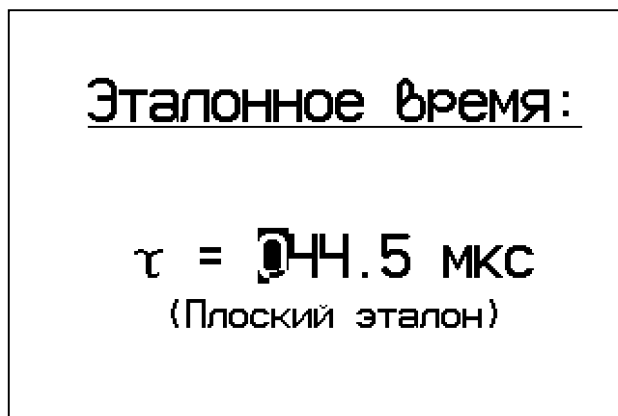 Эталонное время:
τ = 044.5 мкс
(Плоский эталон)